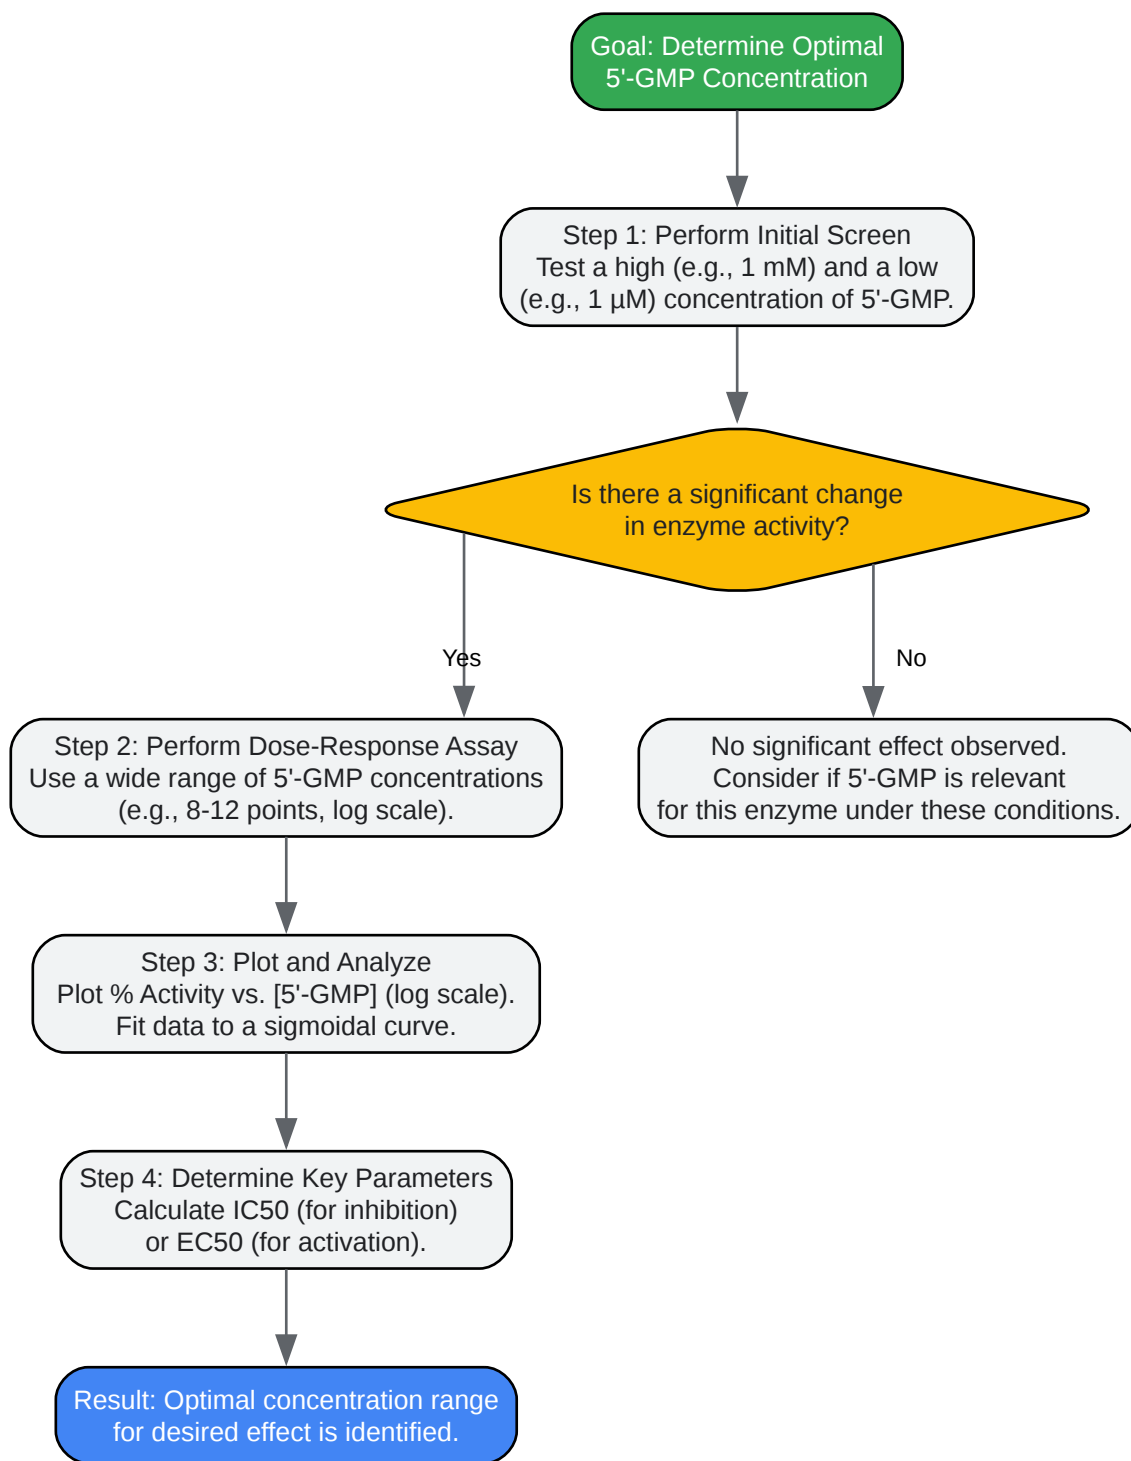 Goal: Determine Optimal
5'-GMP Concentration
Step 1: Perform Initial Screen
Test a high (e.g., 1 mM) and a low
(e.g., 1 µM) concentration of 5'-GMP.
Is there a significant change
in enzyme activity?
Yes
No
Step 2: Perform Dose-Response Assay
Use a wide range of 5'-GMP concentrations
(e.g., 8-12 points, log scale).
No significant effect observed.
Consider if 5'-GMP is relevant
for this enzyme under these conditions.
Step 3: Plot and Analyze
Plot % Activity vs. [5'-GMP] (log scale).
Fit data to a sigmoidal curve.
Step 4: Determine Key Parameters
Calculate IC50 (for inhibition)
or EC50 (for activation).
Result: Optimal concentration range
for desired effect is identified.